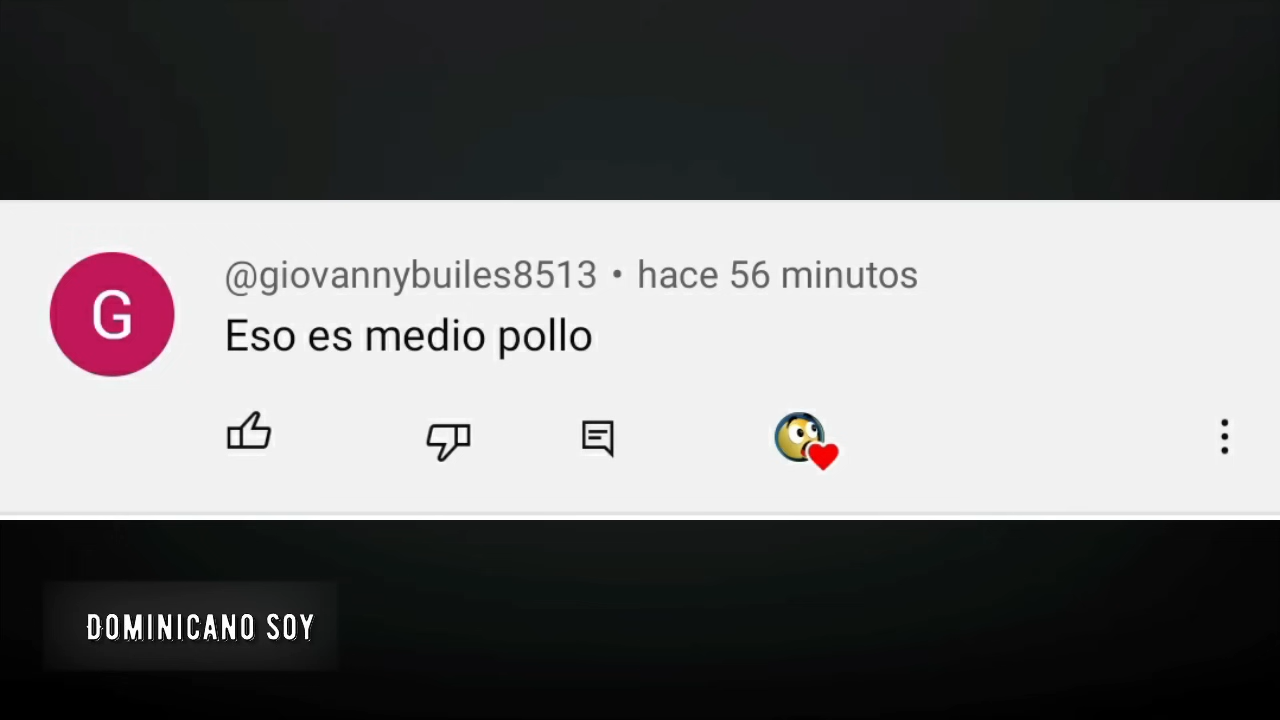 G
@giovannybuiles8513 • hace 56 minutos
Eso es medio pollo
DOMINICANO SOY